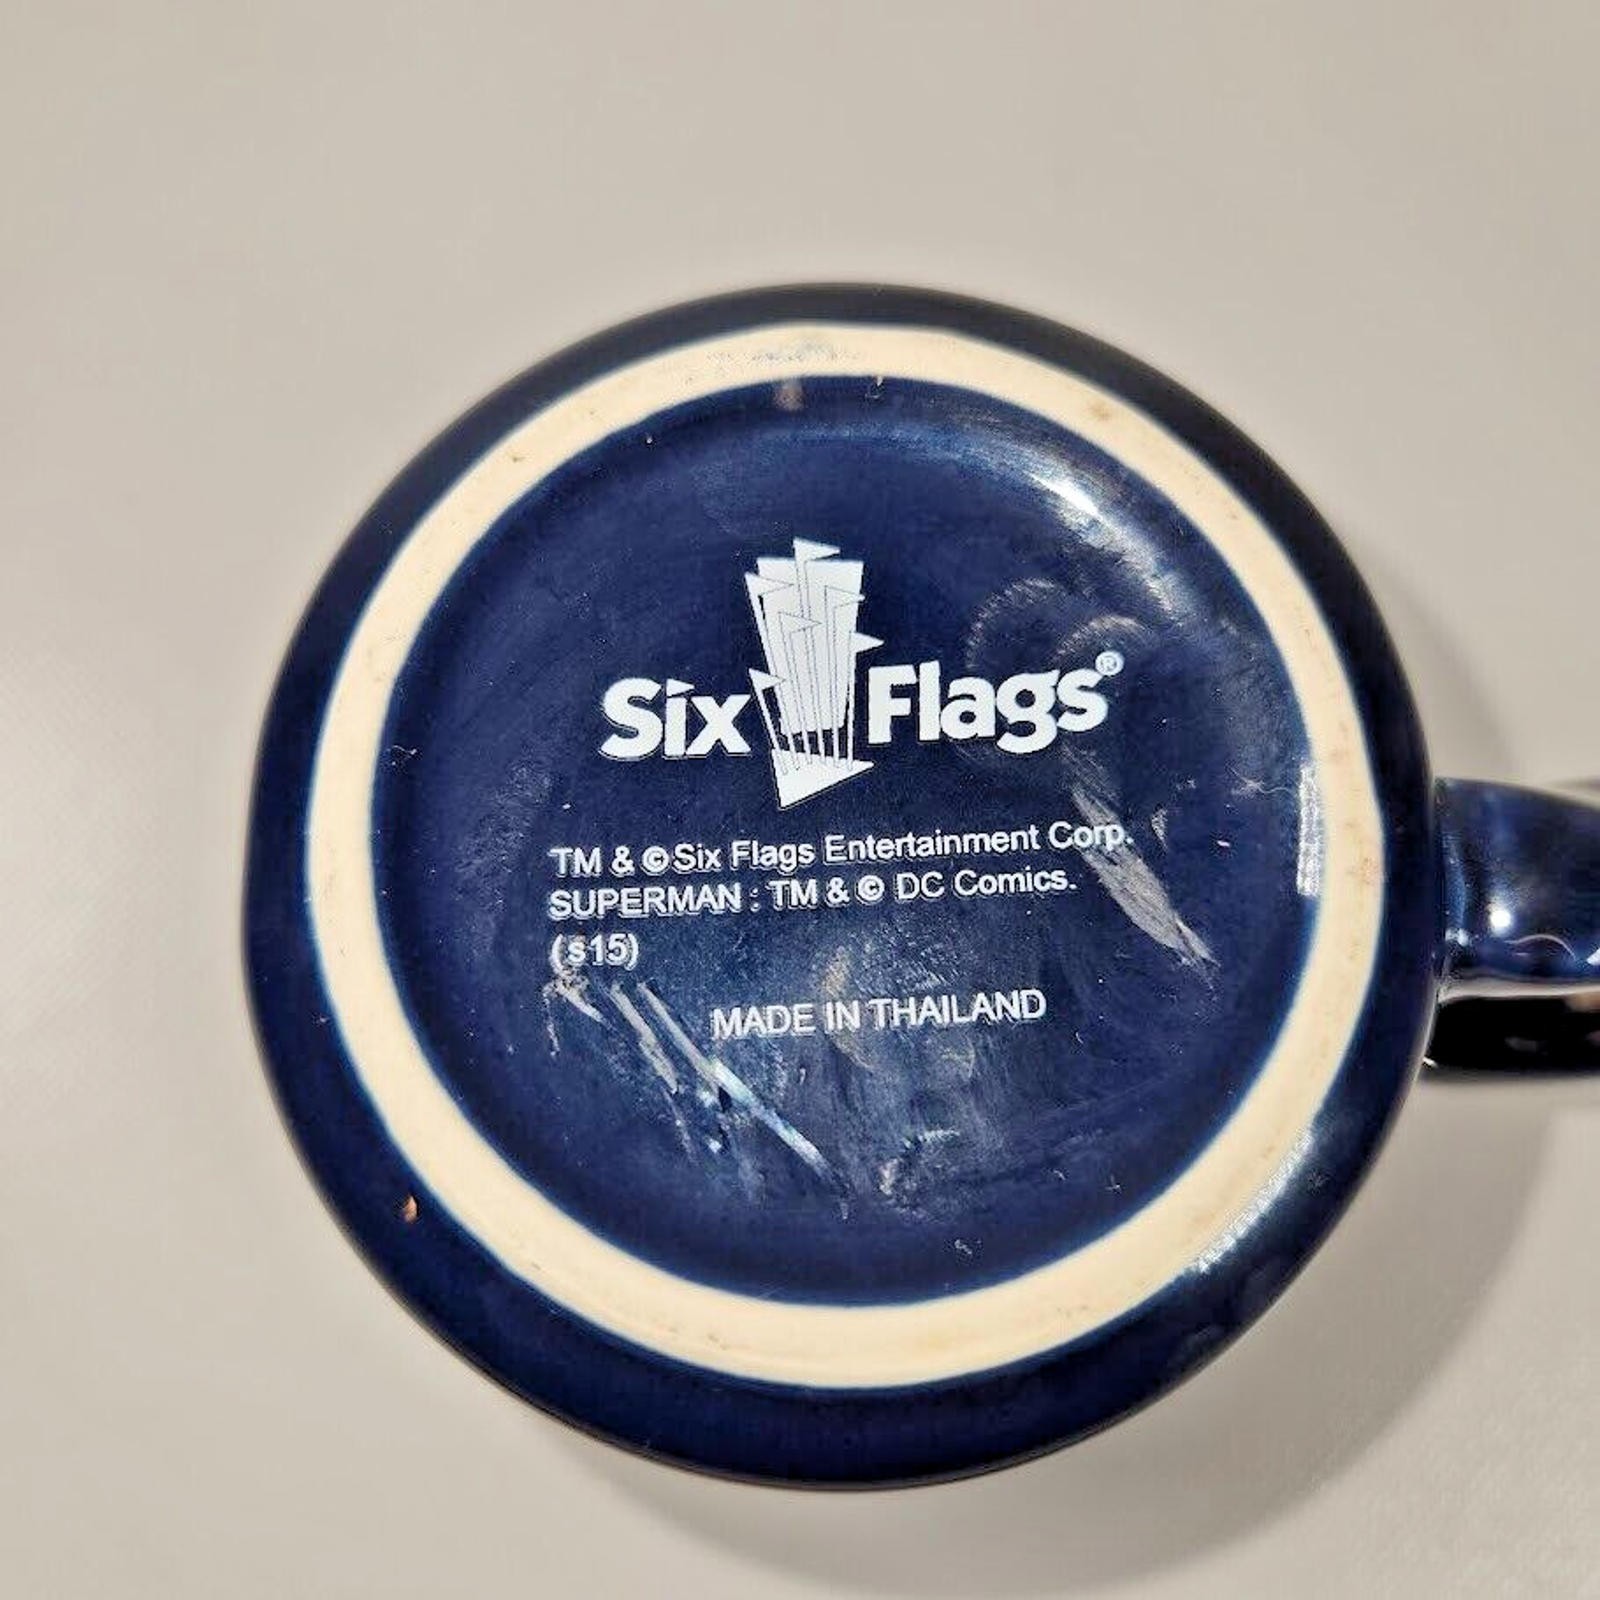 Six Flags®
TM & ©Six Flags Entertainment Corp.
SUPERMAN : TM & © DC Comics.
(s15)
MADE IN THAILAND